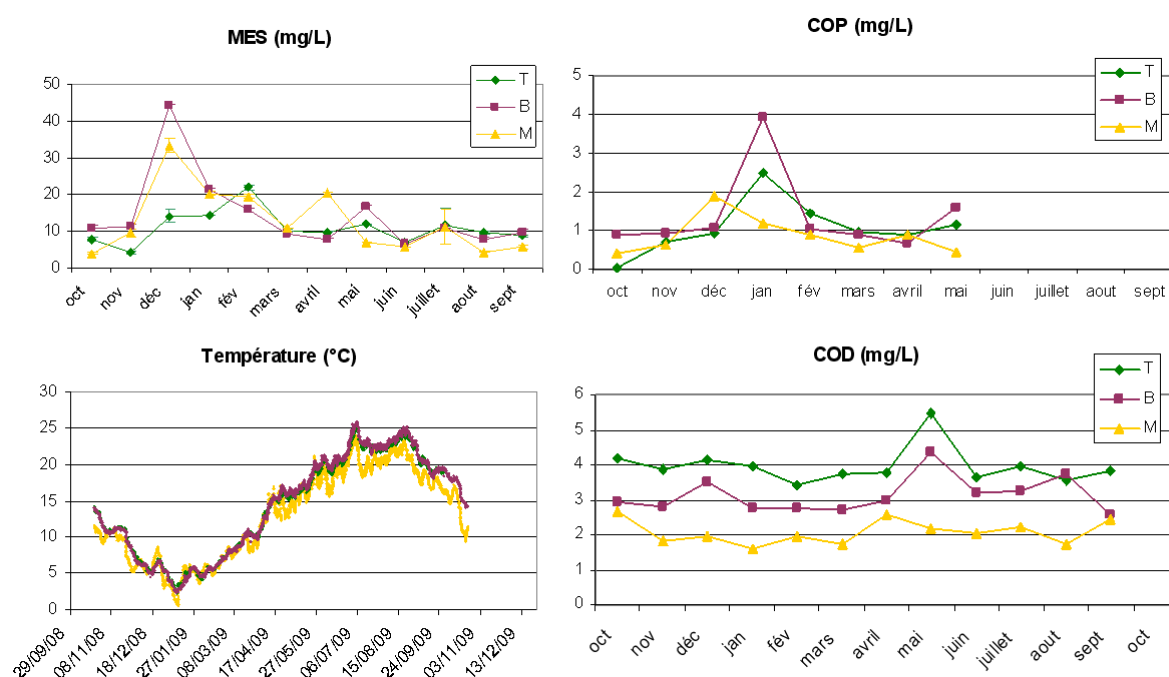 MES (mg/L)
50
40
30
20
10
0
T
B
M
oct
nov
déc
jan
fév
mars
avril
mai
juin
juillet
aout
sept
COP (mg/L)
5
4
3
2
1
0
T
B
M
oct
nov
déc
jan
fév
mars
avril
mai
juin
juillet
aout
sept
Température (°C)
30
25
20
15
10
5
0
29/09/08
08/11/08
18/12/08
27/01/09
08/03/09
17/04/09
27/05/09
06/07/09
15/08/09
24/09/09
03/11/09
13/12/09
COD (mg/L)
6
5
4
3
2
1
0
T
B
M
oct
nov
déc
jan
fév
mars
avril
mai
juin
juillet
aout
sept
oct